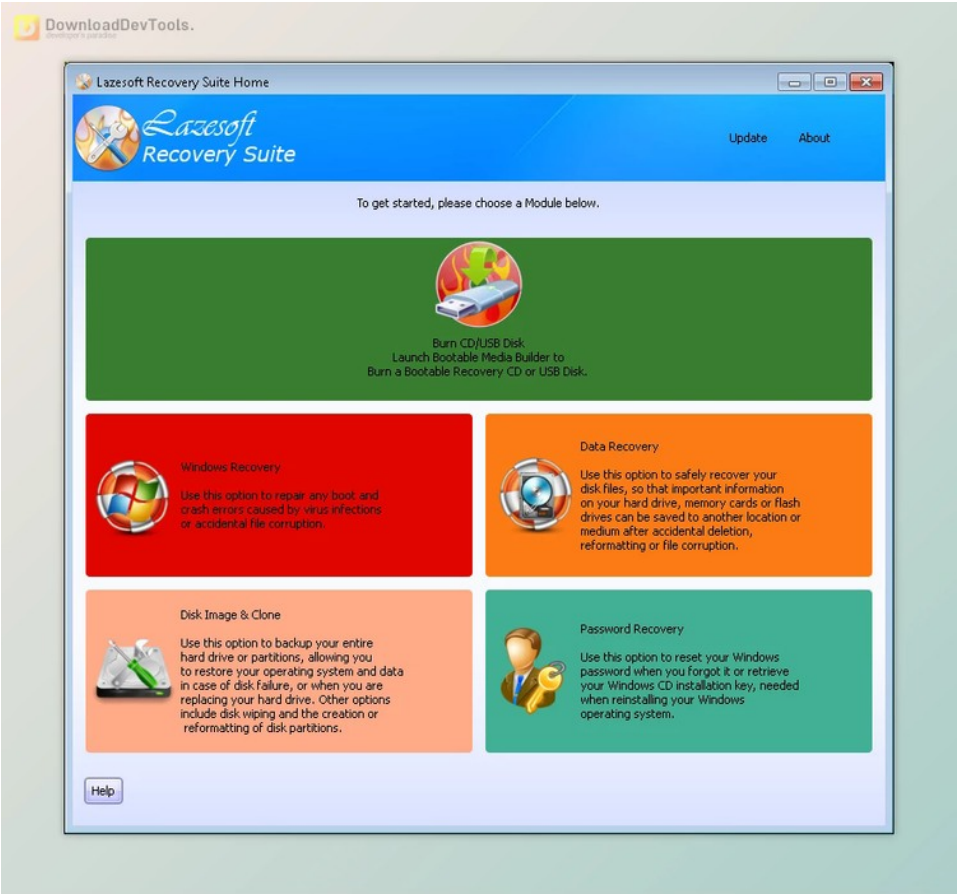 DownloadDevTools.
developer's paradise
Lazesoft Recovery Suite Home
Lazesoft
Recovery Suite
Update About
To get started, please choose a Module below.
Burn CD/USB Disk
Launch Bootable Media Builder to
Burn a Bootable Recovery CD or USB Disk.
Windows Recovery
Use this option to repair any boot and
crash errors caused by virus infections
or accidental file corruption.
Data Recovery
Use this option to safely recover your
disk files, so that important information
on your hard drive, memory cards or flash
drives can be saved to another location or
medium after accidental deletion,
reformatting or file corruption.
Disk Image & Clone
Use this option to backup your entire
hard drive or partitions, allowing you
to restore your operating system and data
in case of disk failure, or when you are
replacing your hard drive. Other options
include disk wiping and the creation or
reformatting of disk partitions.
Password Recovery
Use this option to reset your Windows
password when you forgot it or retrieve
your Windows CD installation key, needed
when reinstalling your Windows
operating system.
Help